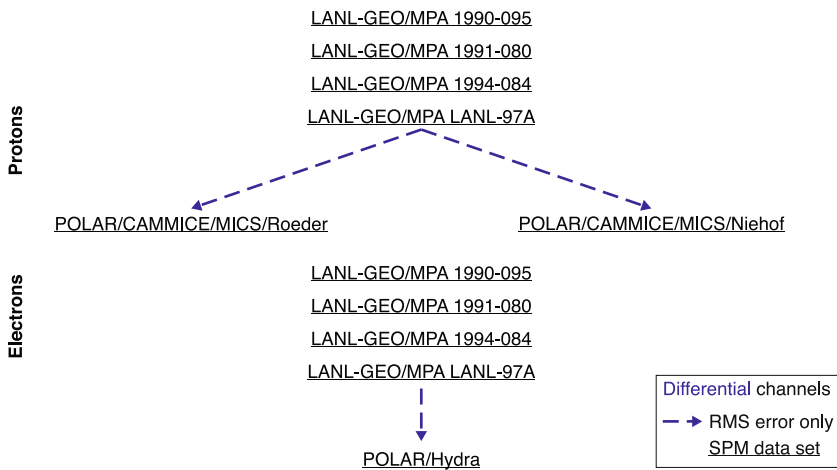 LANL-GEO/MPA 1990-095
LANL-GEO/MPA 1991-080
LANL-GEO/MPA 1994-084
LANL-GEO/MPA LANL-97A
Protons
POLAR/CAMMICE/MICS/Roeder
POLAR/CAMMICE/MICS/Niehof
LANL-GEO/MPA 1990-095
LANL-GEO/MPA 1991-080
LANL-GEO/MPA 1994-084
LANL-GEO/MPA LANL-97A
Electrons
POLAR/Hydra
Differential channels
RMS error only
SPM data set